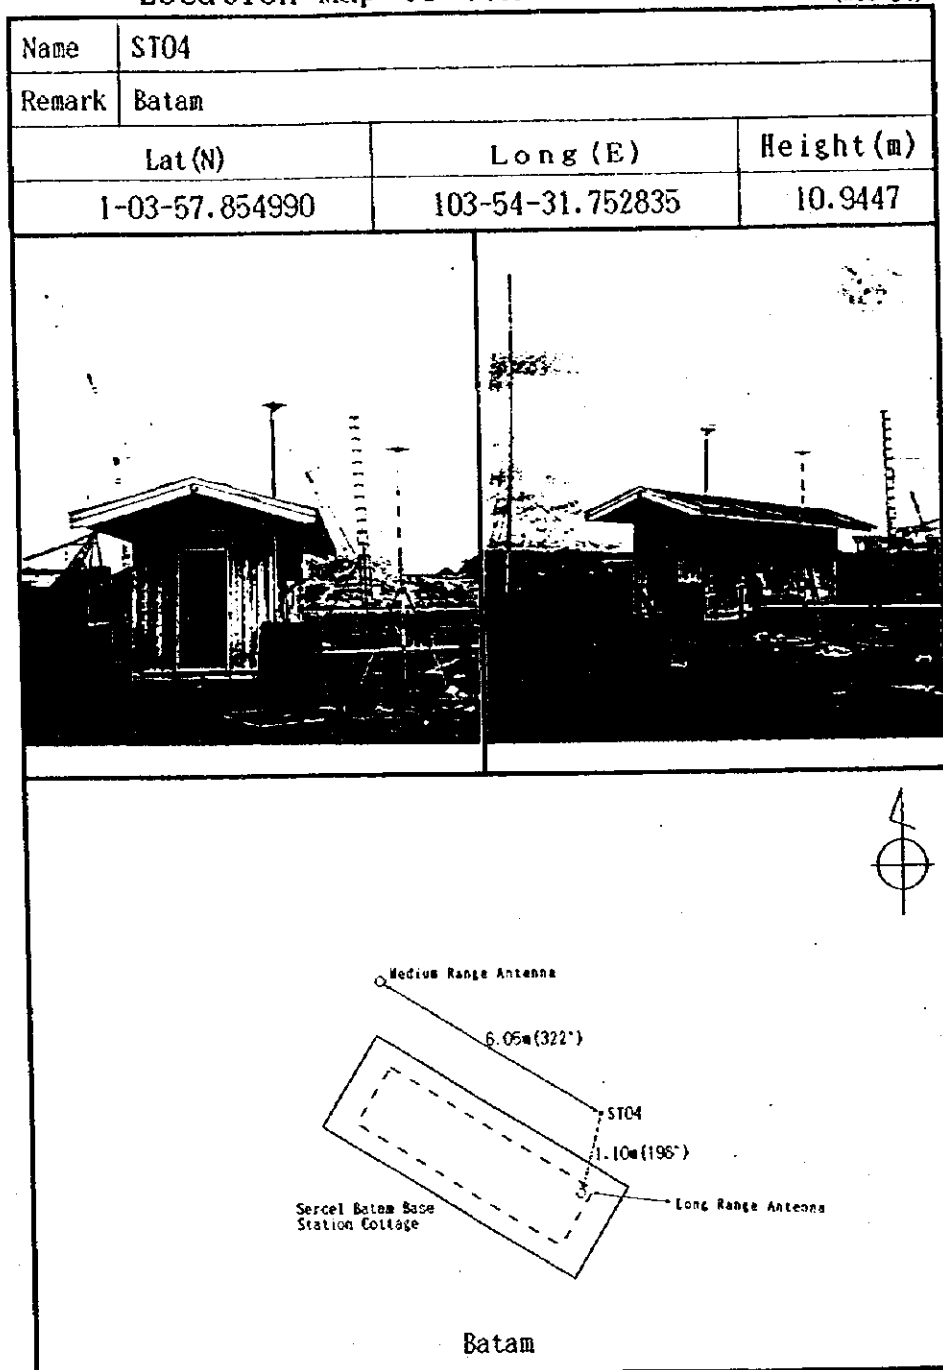 Name ST04
Remark Batam
Lat(N) Long(E) Height(m)
1-03-57.854990 103-54-31.752835 10.9447
Medium Range Antenna
6.05m(322°)
ST04
1.10m(198°)
Long Range Antenna
Sercel Batam Base
Station Cottage
Batam